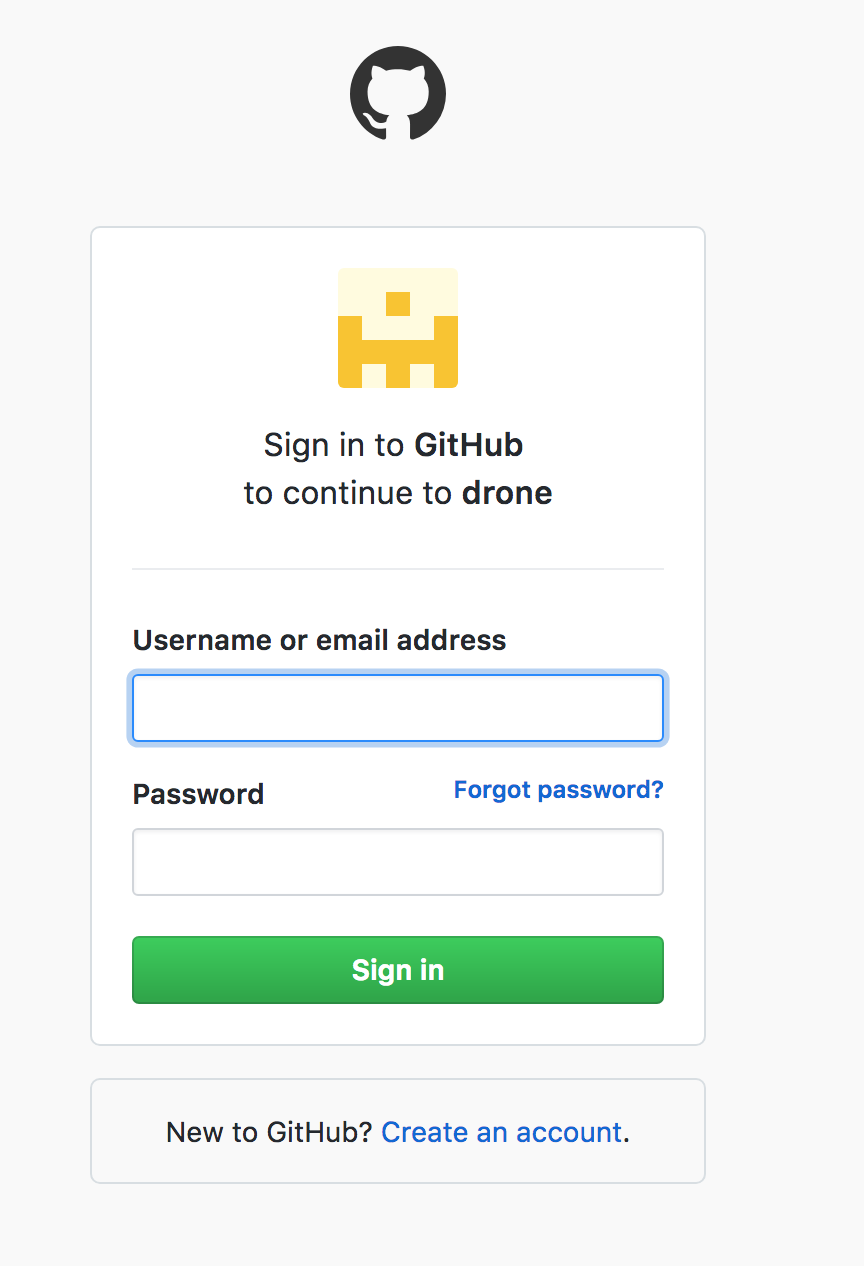 Sign in to GitHub
to continue to drone
Username or email address
Password Forgot password?
Sign in
New to GitHub? Create an account.